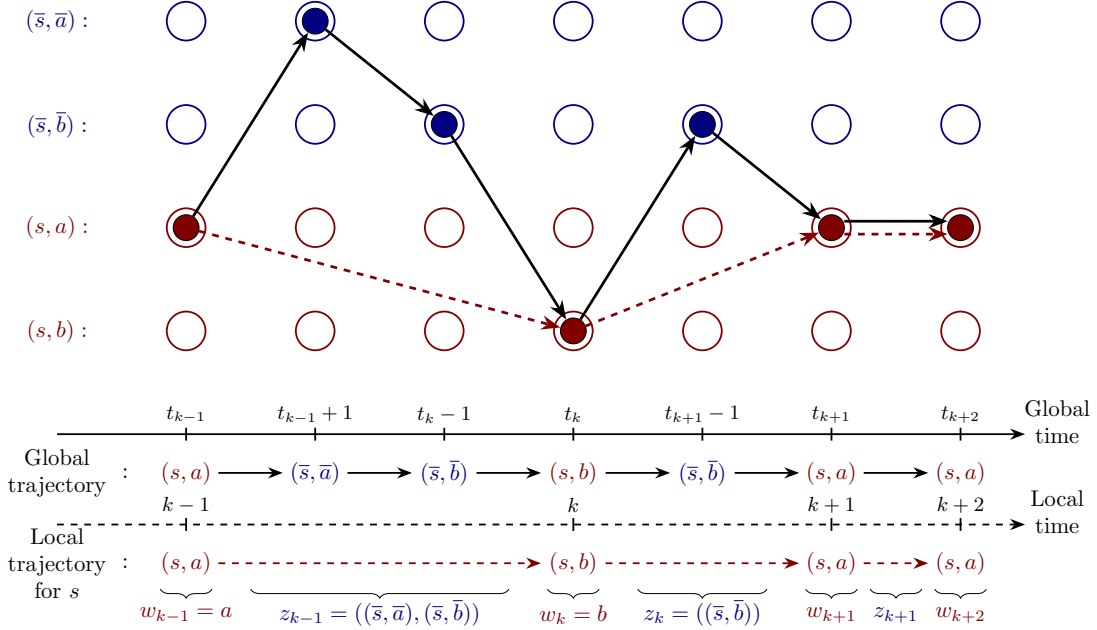 (s̅, a̅) :
(s̅, b̅) :
(s, a) :
(s, b) :
t_{k−1} t_{k−1} + 1 t_k − 1 t_k t_{k+1} − 1 t_{k+1} t_{k+2} Global time
Global trajectory : (s, a) (s̅, a̅) (s̅, b̅) (s, b) (s̅, b̅) (s, a) (s, a)
k − 1 k k + 1 k + 2 Local time
Local trajectory for s : (s, a) (s, b) (s, a) (s, a)
w_{k−1} = a z_{k−1} = ((s̅, a̅), (s̅, b̅)) w_k = b z_k = ((s̅, b̅)) w_{k+1} z_{k+1} w_{k+2}